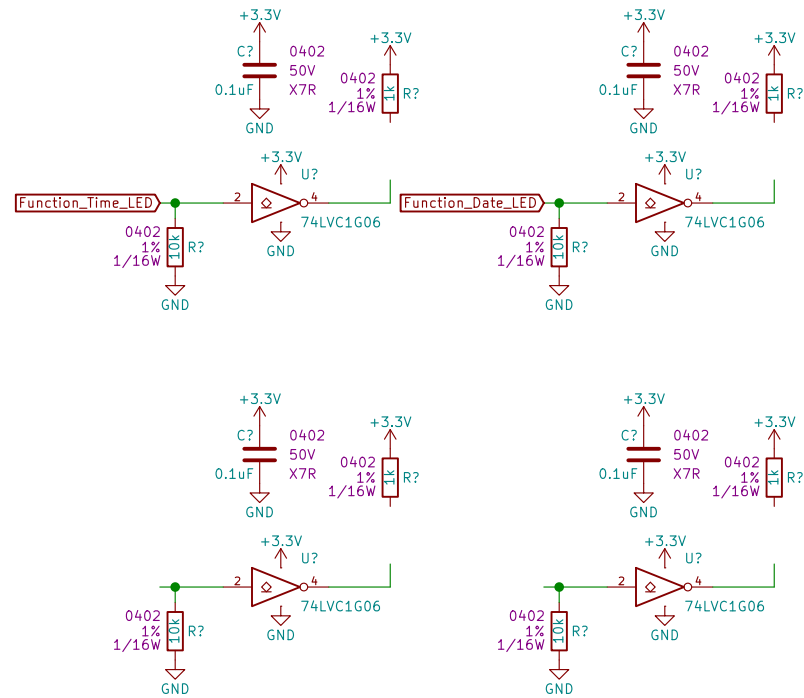 +3.3V
C?
0.1uF
0402
50V
X7R
GND
+3.3V
0402
1%
1/16W
1k
R?
+3.3V
U?
Function_Time_LED
2
4
74LVC1G06
GND
0402
1%
1/16W
10k
R?
GND
+3.3V
C?
0.1uF
0402
50V
X7R
GND
+3.3V
0402
1%
1/16W
1k
R?
+3.3V
U?
Function_Date_LED
2
4
74LVC1G06
GND
0402
1%
1/16W
10k
R?
GND
+3.3V
C?
0.1uF
0402
50V
X7R
GND
+3.3V
0402
1%
1/16W
1k
R?
+3.3V
U?
2
4
74LVC1G06
GND
0402
1%
1/16W
10k
R?
GND
+3.3V
C?
0.1uF
0402
50V
X7R
GND
+3.3V
0402
1%
1/16W
1k
R?
+3.3V
U?
2
4
74LVC1G06
GND
0402
1%
1/16W
10k
R?
GND